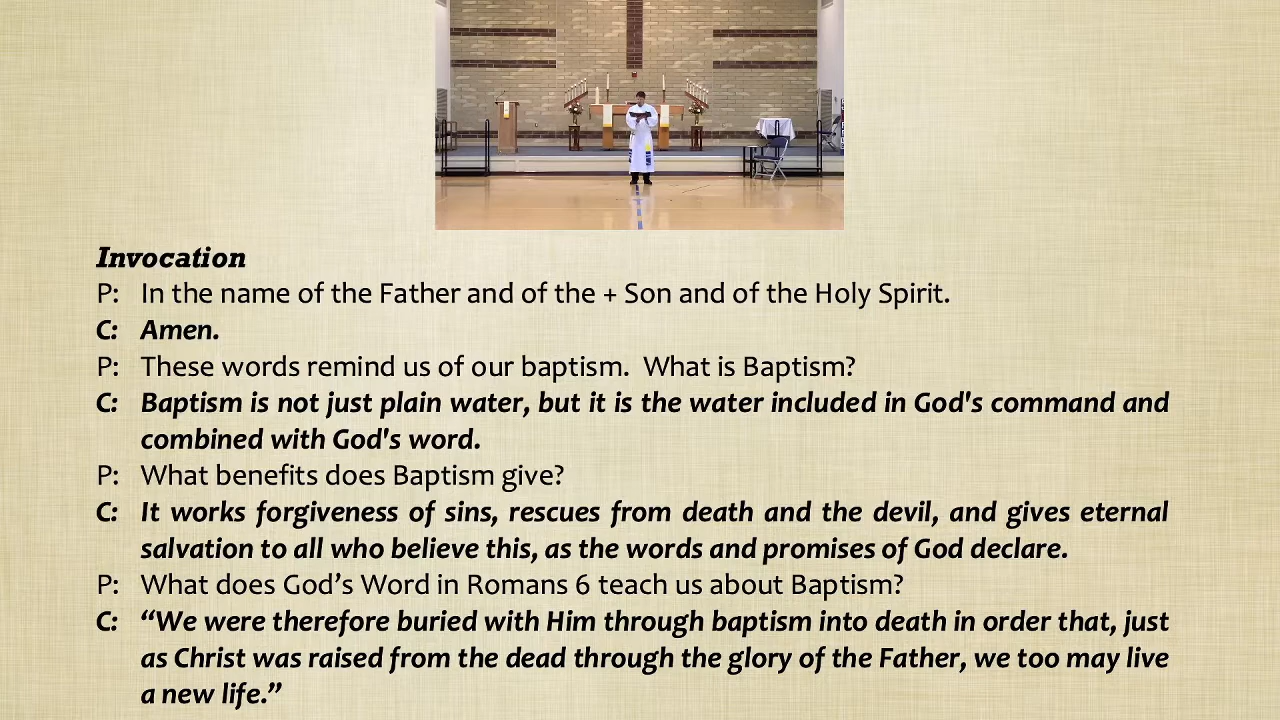 Invocation
P: In the name of the Father and of the + Son and of the Holy Spirit.
C: Amen.
P: These words remind us of our baptism.  What is Baptism?
C: Baptism is not just plain water, but it is the water included in God's command and
combined with God's word.
P: What benefits does Baptism give?
C: It works forgiveness of sins, rescues from death and the devil, and gives eternal
salvation to all who believe this, as the words and promises of God declare.
P: What does God’s Word in Romans 6 teach us about Baptism?
C: “We were therefore buried with Him through baptism into death in order that, just
as Christ was raised from the dead through the glory of the Father, we too may live
a new life.”